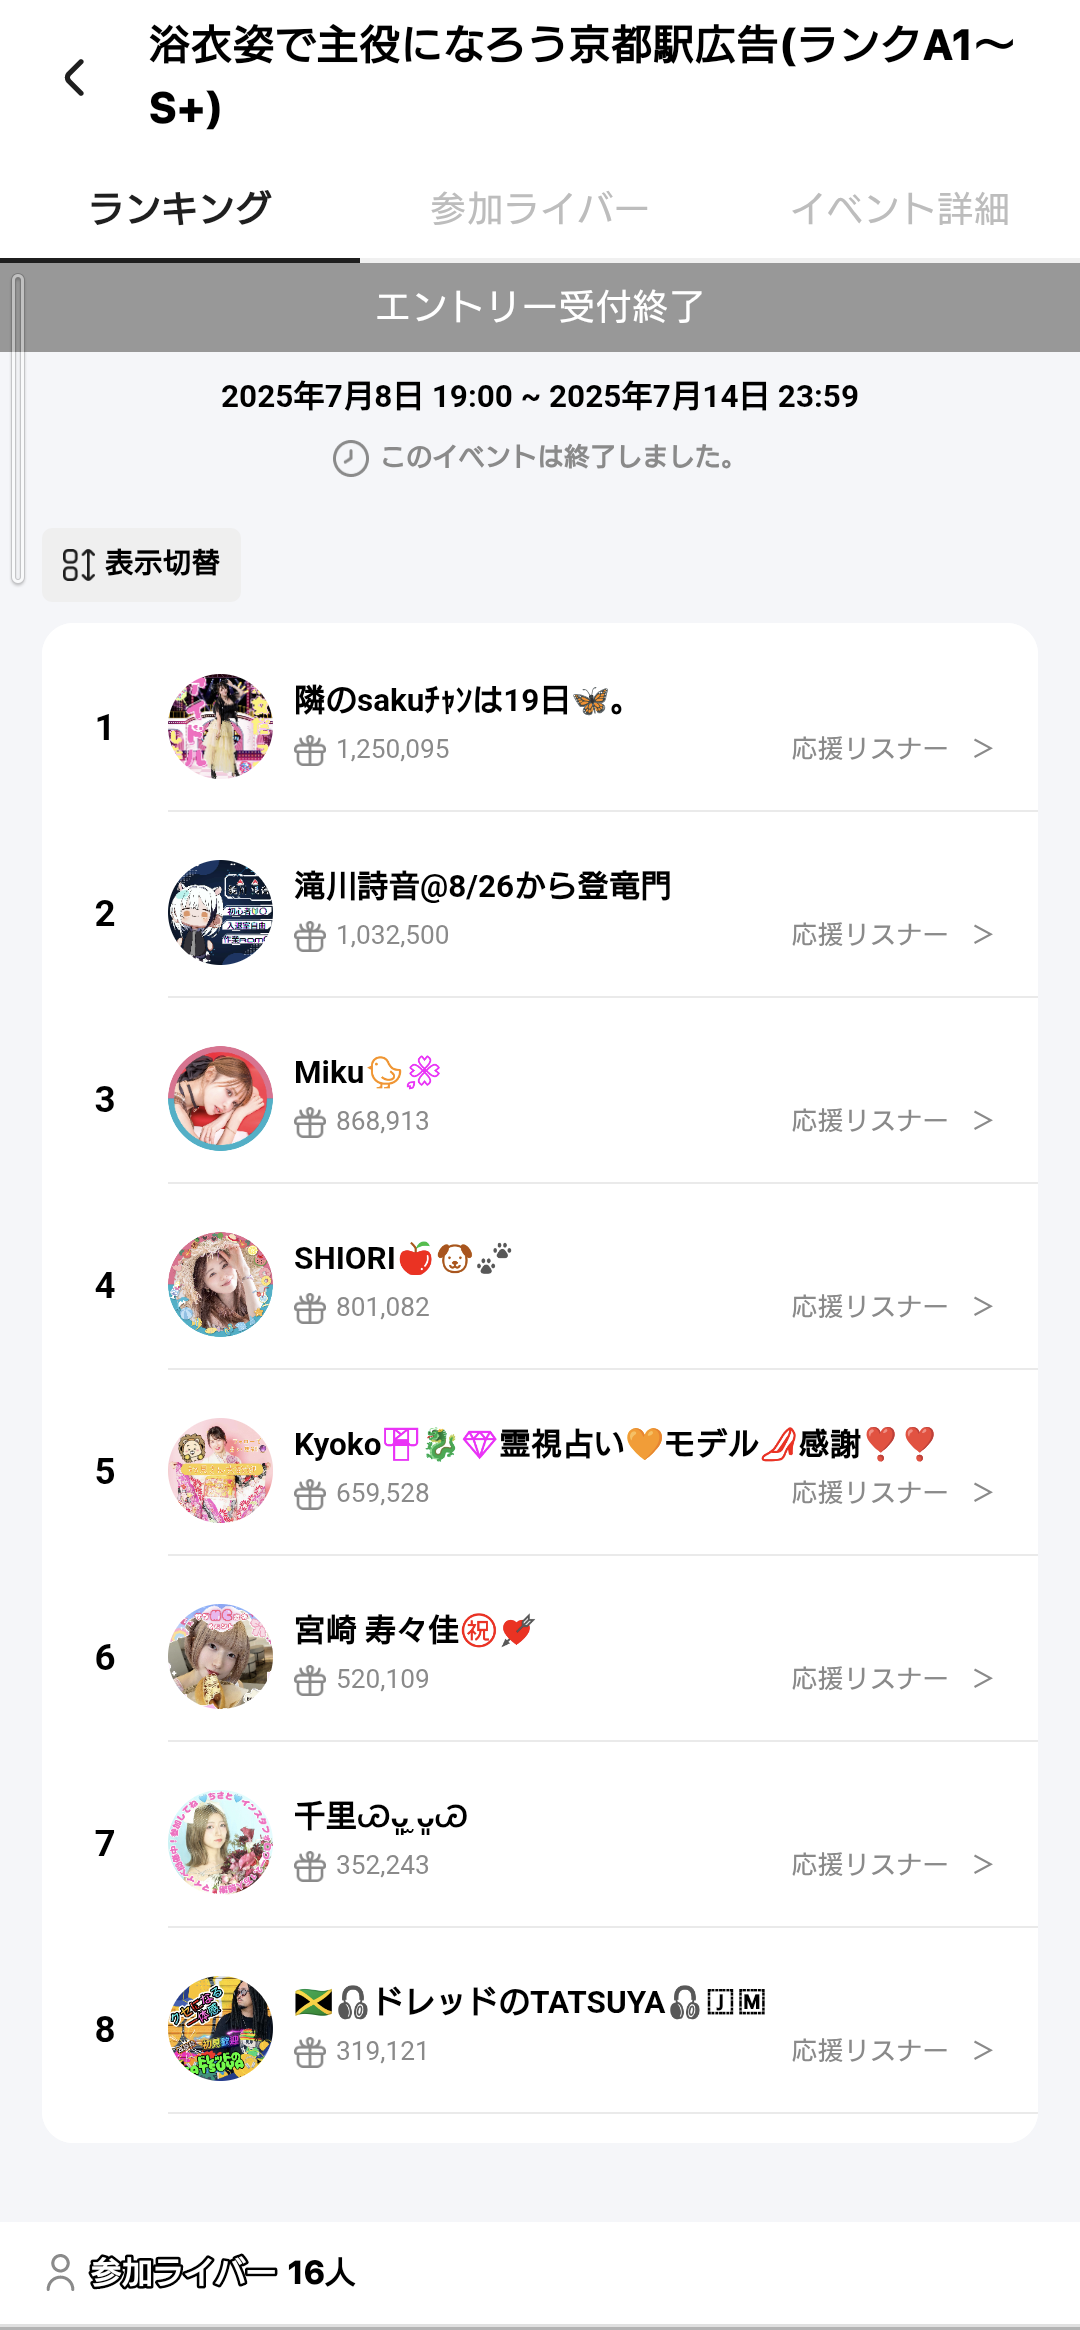 浴衣姿で主役になろう京都駅広告(ランクA1〜
S+)
ランキング 参加ライバー イベント詳細
エントリー受付終了
2025年7月8日 19:00 ~ 2025年7月14日 23:59
このイベントは終了しました。
表示切替
1
隣のsakuﾁｬﾝは19日🦋。
1,250,095 応援リスナー >
2
滝川詩音@8/26から登竜門
1,032,500 応援リスナー >
3
Miku🐤🍀
868,913 応援リスナー >
4
SHIORI🍎🐶🐾
801,082 応援リスナー >
5
Kyoko🎀🐉💎霊視占い🧡モデル👠感謝❣️❣️
659,528 応援リスナー >
6
宮崎 寿々佳㊗️💘
520,109 応援リスナー >
7
千里
352,243 応援リスナー >
8
🇯🇲🎧ドレッドのTATSUYA🎧🇯​🇲
319,121 応援リスナー >
参加ライバー 16人